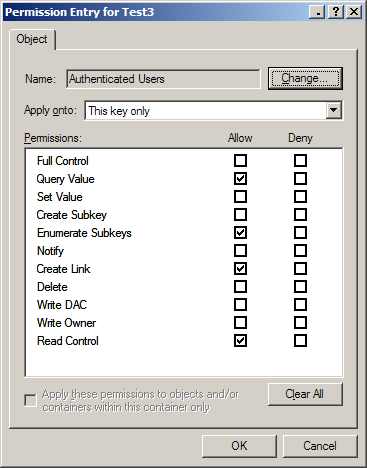 Permission Entry for Test3
Object
Name: Authenticated Users Change...
Apply onto: This key only
Permissions: Allow Deny
Full Control
Query Value
Set Value
Create Subkey
Enumerate Subkeys
Notify
Create Link
Delete
Write DAC
Write Owner
Read Control
Apply these permissions to objects and/or
containers within this container only
Clear All
OK Cancel